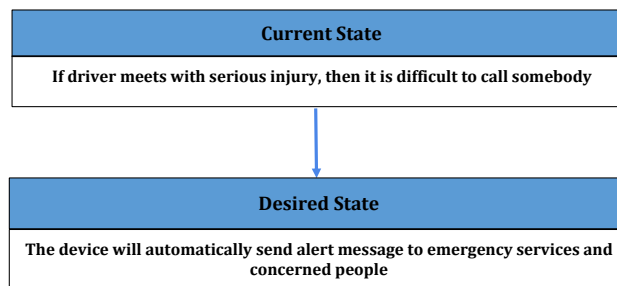 Current State
If driver meets with serious injury, then it is difficult to call somebody
Desired State
The device will automatically send alert message to emergency services and
concerned people